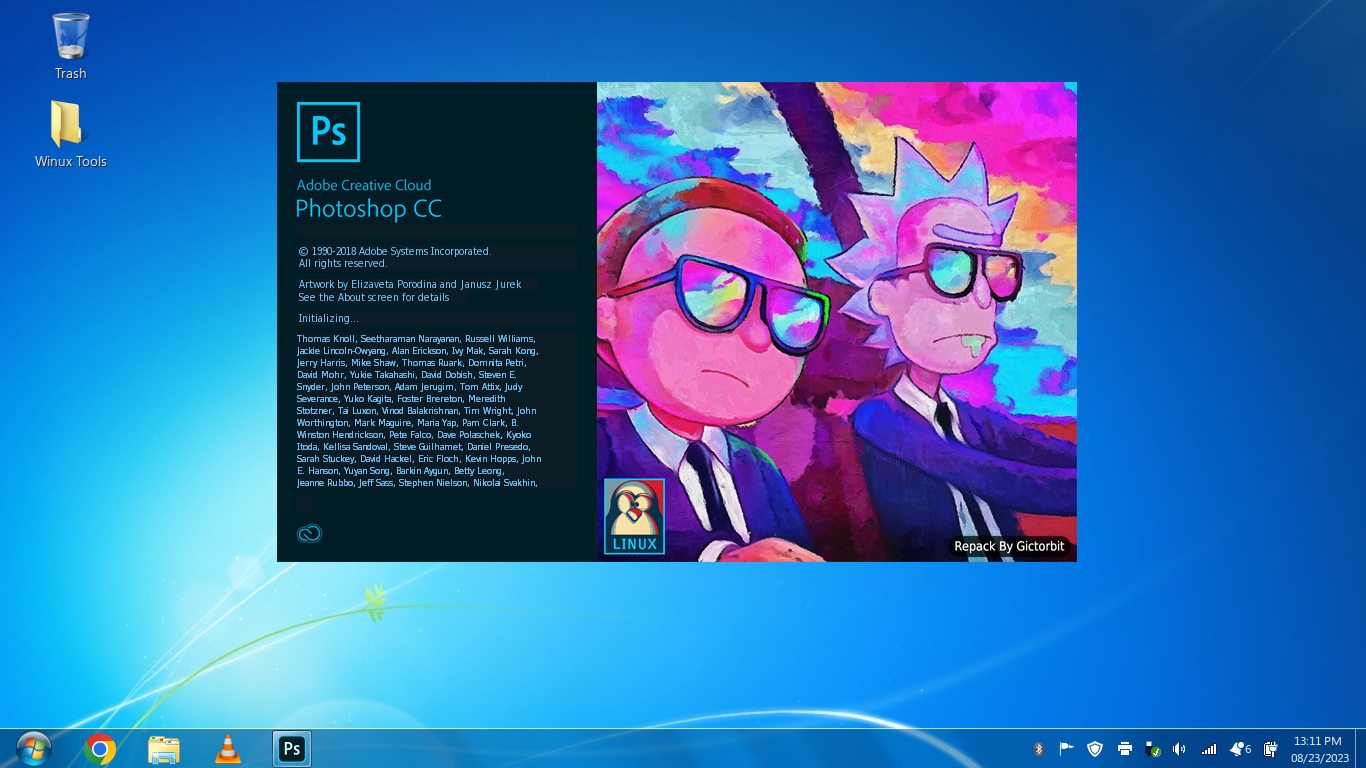 Trash
Winux Tools
Ps
Adobe Creative Cloud
Photoshop CC
© 1990-2018 Adobe Systems Incorporated.
All rights reserved.
Artwork by Elizaveta Porodina and Janusz Jurek
See the About screen for details
Initializing...
Thomas Knoll, Seetharaman Narayanan, Russell Williams,
Jackie Lincoln-Owyang, Alan Erickson, Ivy Mak, Sarah Kong,
Jerry Harris, Mike Shaw, Thomas Ruark, Domnita Petri,
David Mohr, Yukie Takahashi, David Dobish, Steven E.
Snyder, John Peterson, Adam Jerugim, Tom Attix, Judy
Severance, Yuko Kagita, Foster Brereton, Meredith
Stotzner, Tai Luxon, Vinod Balakrishnan, Tim Wright, John
Worthington, Mark Maguire, Maria Yap, Pam Clark, B.
Winston Hendrickson, Pete Falco, Dave Polaschek, Kyoko
Itoda, Kellisa Sandoval, Steve Guilhamet, Daniel Presedo,
Sarah Stuckey, David Hackel, Eric Floch, Kevin Hopps, John
E. Hanson, Yuyan Song, Barkin Aygun, Betty Leong,
Jeanne Rubbo, Jeff Sass, Stephen Nielson, Nikolai Svakhin,
LINUX
Repack By Gictorbit
Ps
6
13:11 PM
08/23/2023